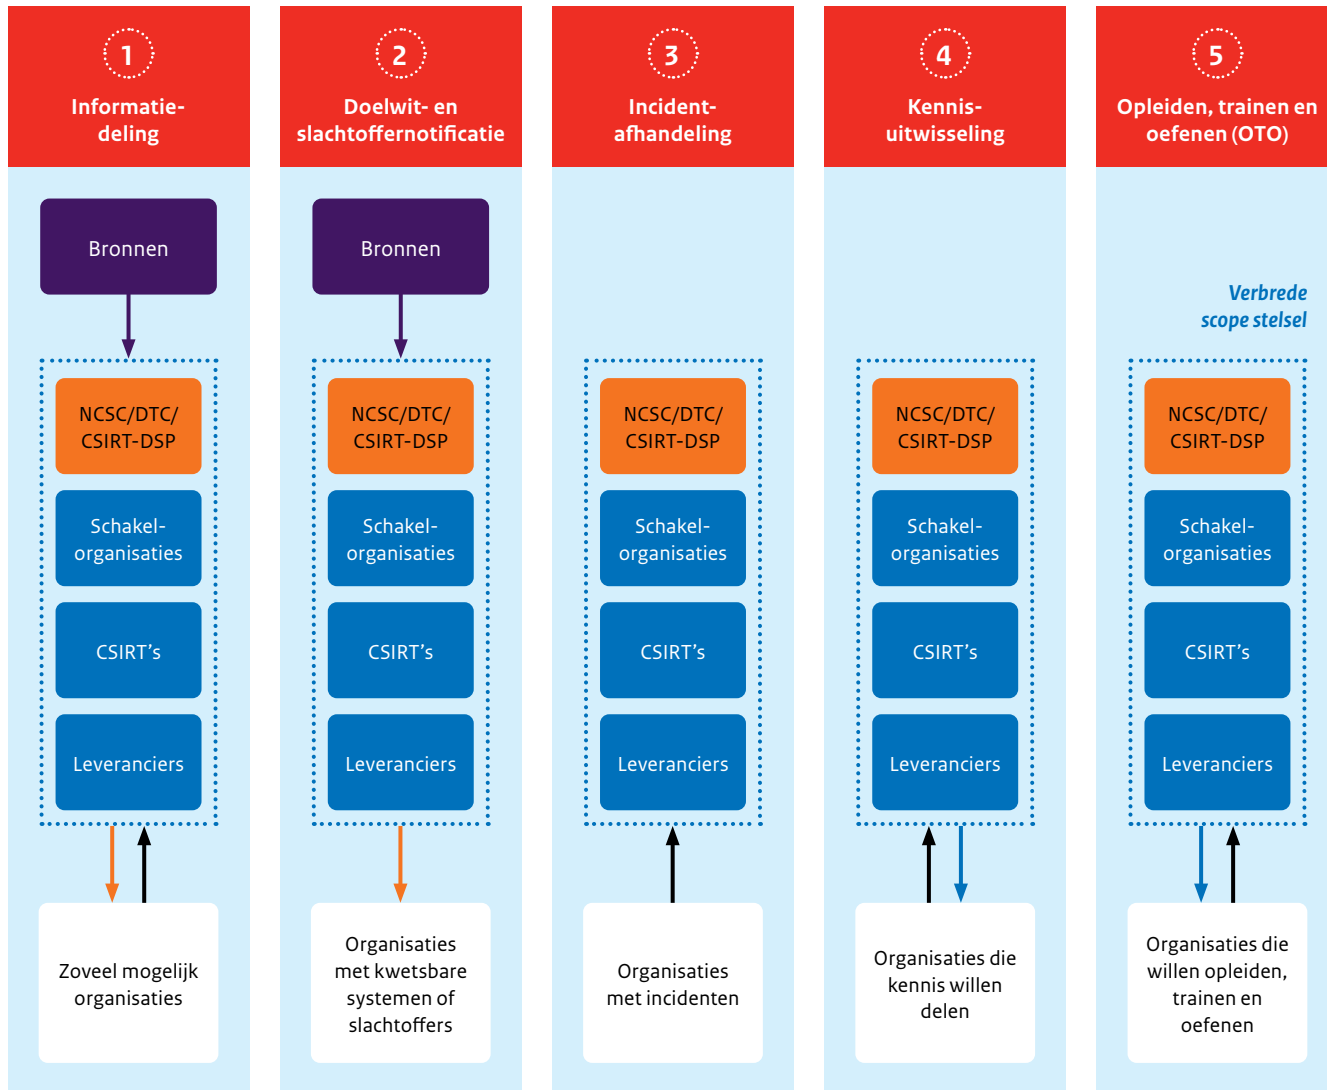 1
Informatie-
deling
Bronnen
NCSC/DTC/
CSIRT-DSP
Schakel-
organisaties
CSIRT's
Leveranciers
Zoveel mogelijk
organisaties
2
Doelwit- en
slachtoffernotificatie
Bronnen
NCSC/DTC/
CSIRT-DSP
Schakel-
organisaties
CSIRT's
Leveranciers
Organisaties
met kwetsbare
systemen of
slachtoffers
3
Incident-
afhandeling
NCSC/DTC/
CSIRT-DSP
Schakel-
organisaties
CSIRT's
Leveranciers
Organisaties
met incidenten
4
Kennis-
uitwisseling
NCSC/DTC/
CSIRT-DSP
Schakel-
organisaties
CSIRT's
Leveranciers
Organisaties die
kennis willen
delen
5
Opleiden, trainen en
oefenen (OTO)
Verbrede
scope stelsel
NCSC/DTC/
CSIRT-DSP
Schakel-
organisaties
CSIRT's
Leveranciers
Organisaties die
willen opleiden,
trainen en
oefenen